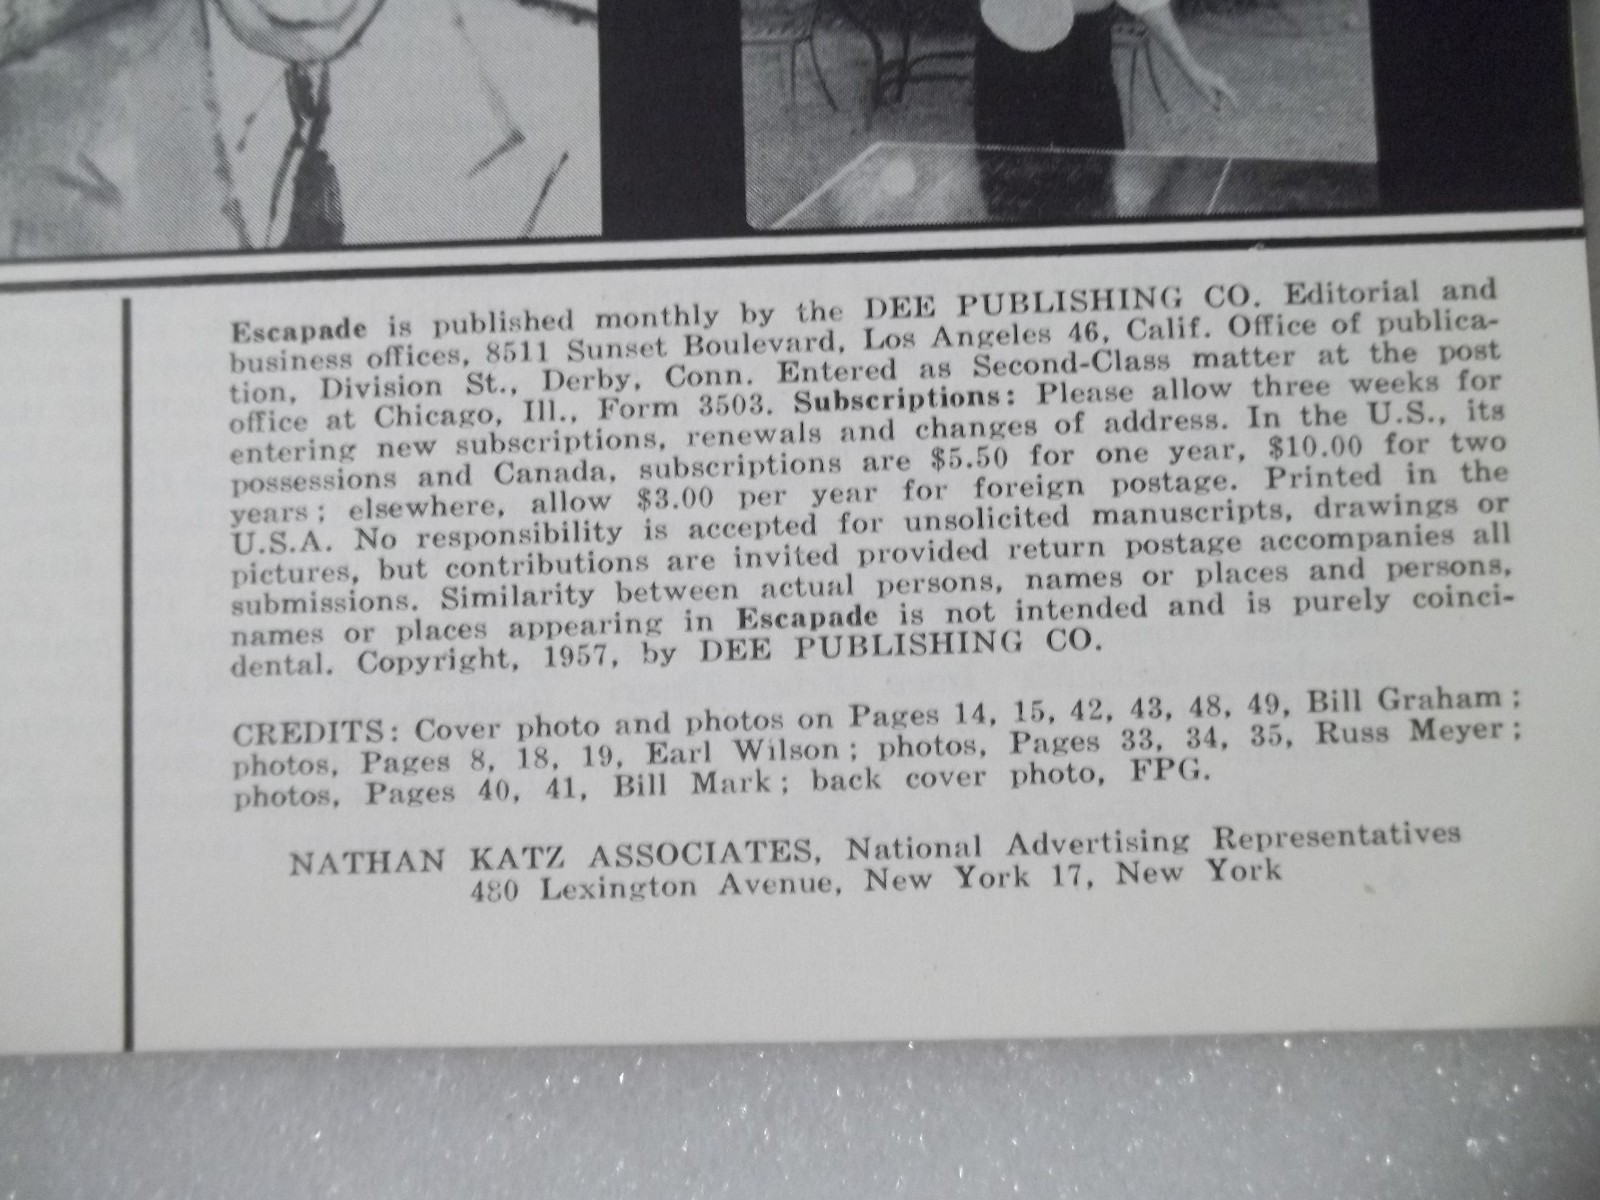 Escapade is published monthly by the DEE PUBLISHING CO. Editorial and
business offices, 8511 Sunset Boulevard, Los Angeles 46, Calif. Office of publica-
tion, Division St., Derby, Conn. Entered as Second-Class matter at the post
office at Chicago, Ill., Form 3503. Subscriptions: Please allow three weeks for
entering new subscriptions, renewals and changes of address. In the U.S., its
possessions and Canada, subscriptions are $5.50 for one year, $10.00 for two
years; elsewhere, allow $3.00 per year for foreign postage. Printed in the
U.S.A. No responsibility is accepted for unsolicited manuscripts, drawings or
pictures, but contributions are invited provided return postage accompanies all
submissions. Similarity between actual persons, names or places and persons,
names or places appearing in Escapade is not intended and is purely coinci-
dental. Copyright, 1957, by DEE PUBLISHING CO.
CREDITS: Cover photo and photos on Pages 14, 15, 42, 43, 48, 49, Bill Graham;
photos, Pages 8, 18, 19, Earl Wilson; photos, Pages 33, 34, 35, Russ Meyer;
photos, Pages 40, 41, Bill Mark; back cover photo, FPG.
NATHAN KATZ ASSOCIATES, National Advertising Representatives
480 Lexington Avenue, New York 17, New York